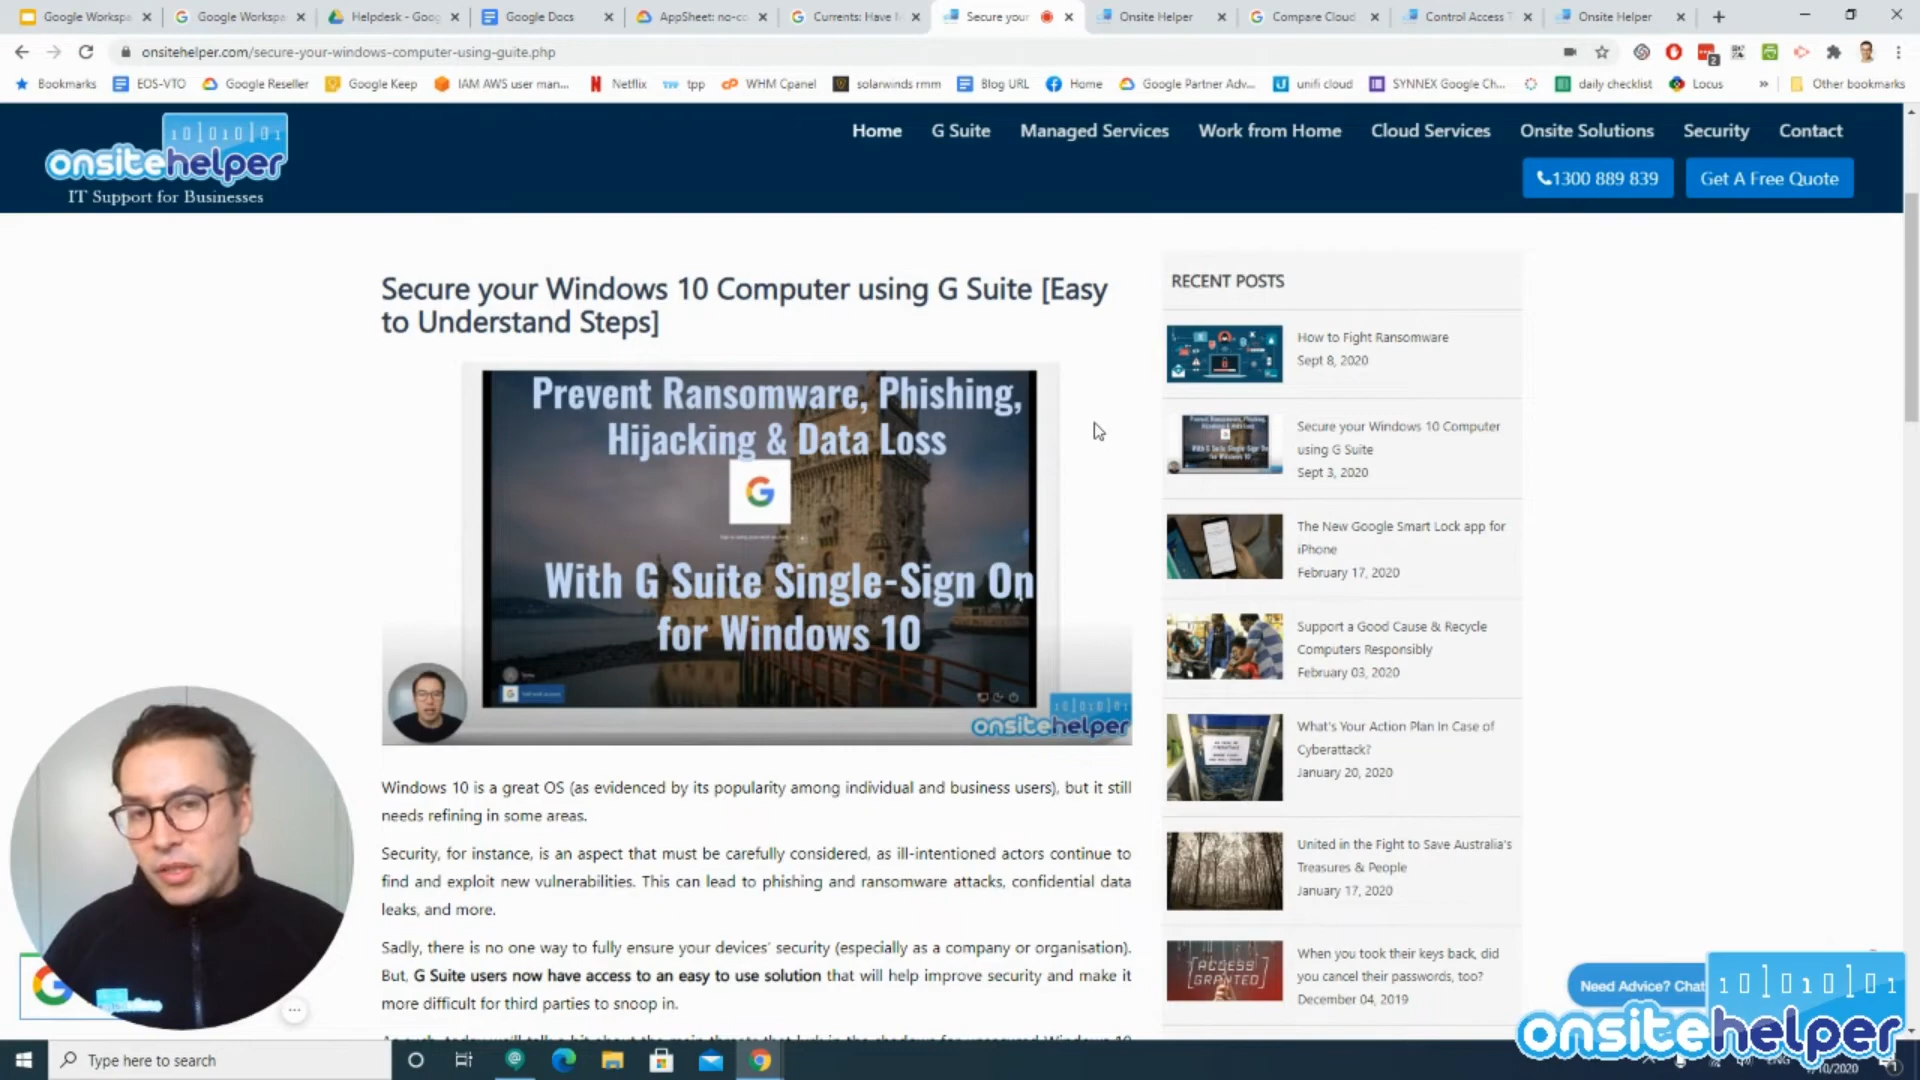 Google Workspa
Google Workspa
Helpdesk - Goog
Google Docs
AppSheet: no-co
Currents: Have M
Secure your
Onsite Helper
Compare Cloud
Control Access T
Onsite Helper
onsitehelper.com/secure-your-windows-computer-using-guite.php
2
Bookmarks
EOS-VTO
Google Reseller
Google Keep
IAM AWS user man...
Netflix
tpp
WHM Cpanel
solarwinds rmm
Blog URL
Home
Google Partner Adv...
unifi cloud
SYNNEX Google Ch...
daily checklist
Locus
»
Other bookmarks
onsitehelper
IT Support for Businesses
Home
G Suite
Managed Services
Work from Home
Cloud Services
Onsite Solutions
Security
Contact
1300 889 839
Get A Free Quote
Secure your Windows 10 Computer using G Suite [Easy
to Understand Steps]
Prevent Ransomware, Phishing,
Hijacking & Data Loss
With G Suite Single-Sign On
for Windows 10
onsitehelper
Windows 10 is a great OS (as evidenced by its popularity among individual and business users), but it still
needs refining in some areas.
Security, for instance, is an aspect that must be carefully considered, as ill-intentioned actors continue to
find and exploit new vulnerabilities. This can lead to phishing and ransomware attacks, confidential data
leaks, and more.
Sadly, there is no one way to fully ensure your devices' security (especially as a company or organisation).
But, G Suite users now have access to an easy to use solution that will help improve security and make it
more difficult for third parties to snoop in.
RECENT POSTS
How to Fight Ransomware
Sept 8, 2020
Secure your Windows 10 Computer
using G Suite
Sept 3, 2020
The New Google Smart Lock app for
iPhone
February 17, 2020
Support a Good Cause & Recycle
Computers Responsibly
February 03, 2020
What's Your Action Plan In Case of
Cyberattack?
January 20, 2020
United in the Fight to Save Australia's
Treasures & People
January 17, 2020
ACCESS
GRANTED
When you took their keys back, did
you cancel their passwords, too?
December 04, 2019
Need Advice? Chat
onsitehelper
Type here to search